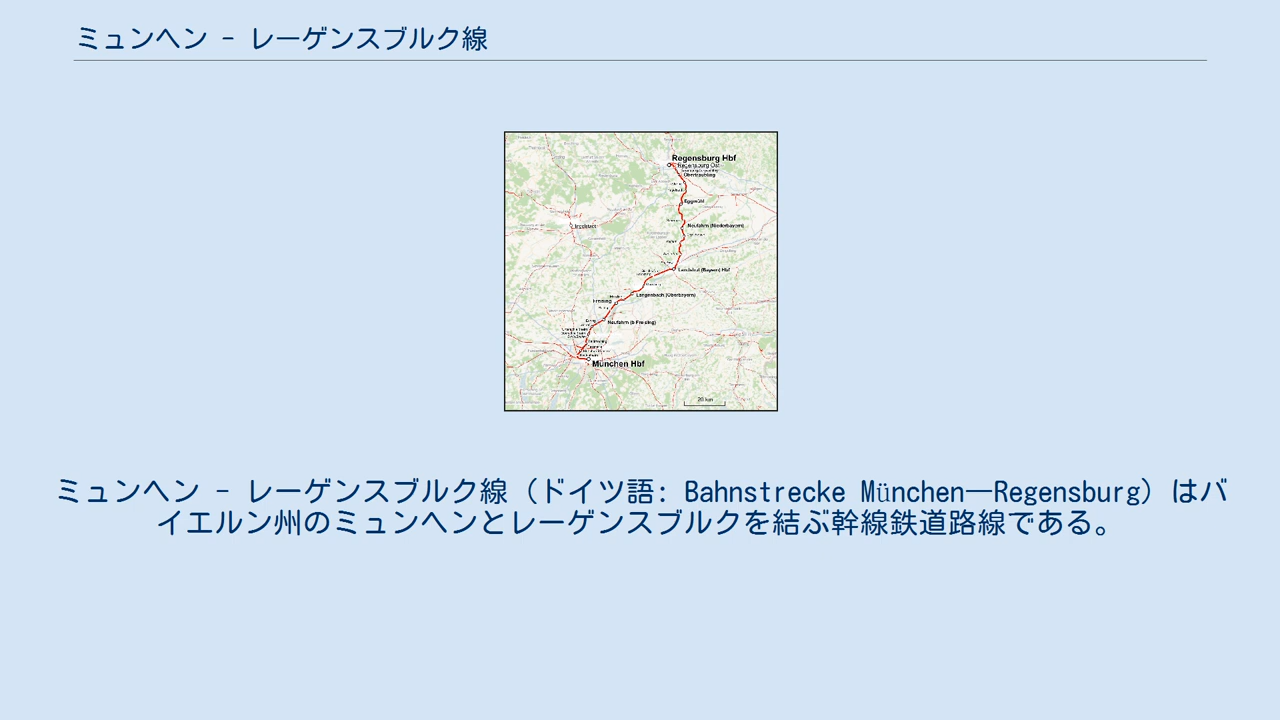 ミュンヘン - レーゲンスブルク線
Regensburg Hbf
Regensburg Ost
Obertraubling
Eggmühl
Ingolstadt
Neufahrn (Niederbayern)
Landshut (Bayern) Hbf
Langenbach (Oberbayern)
Freising
Neufahrn (b Freising)
München Hbf
20 km
ミュンヘン - レーゲンスブルク線（ドイツ語: Bahnstrecke München—Regensburg）はバ
イエルン州のミュンヘンとレーゲンスブルクを結ぶ幹線鉄道路線である。